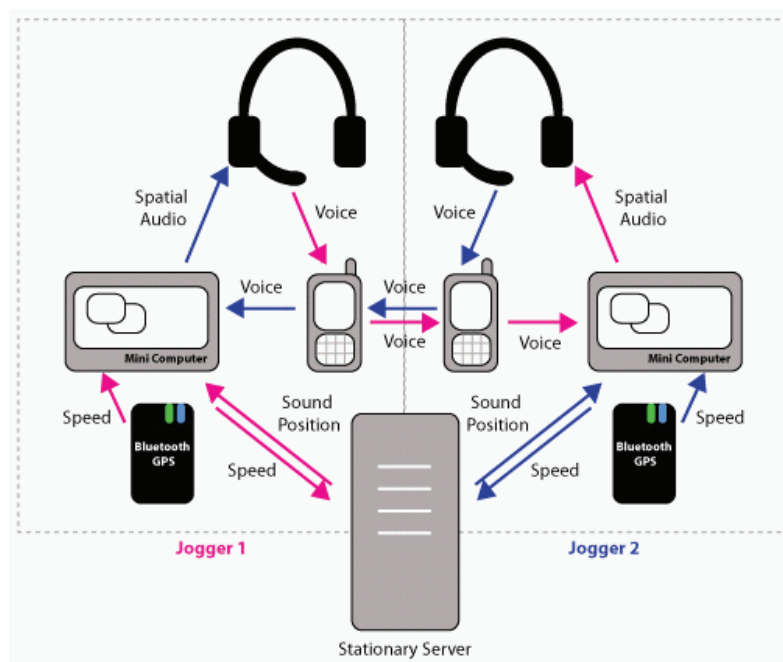 Spatial
Audio
Voice
Voice
Spatial
Audio
Voice
Voice
Voice
Voice
Mini Computer
Mini Computer
Speed
Bluetooth
GPS
Sound
Position
Speed
Sound
Position
Speed
Bluetooth
GPS
Speed
Jogger 1
Jogger 2
Stationary Server